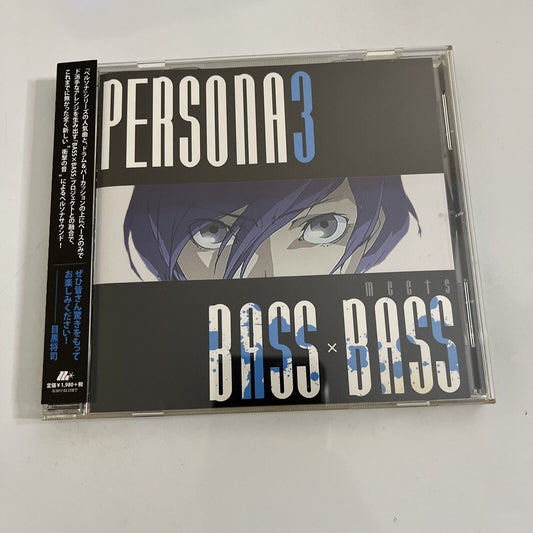 『ペルソナ』シリーズの人気曲と、ドラム&パーカッションの上にベースのみで
ド派手なアレンジを生み出す「BASS×BASS」プロジェクトとの融合で、
これまでに無かった全く新しい、"衝撃の音"によるペルソナサウンド!
ぜひ皆さん驚きをもって
お楽しみください!
目黒将司
定価¥1,980+税
PERSONA3
meets
BASS × BASS